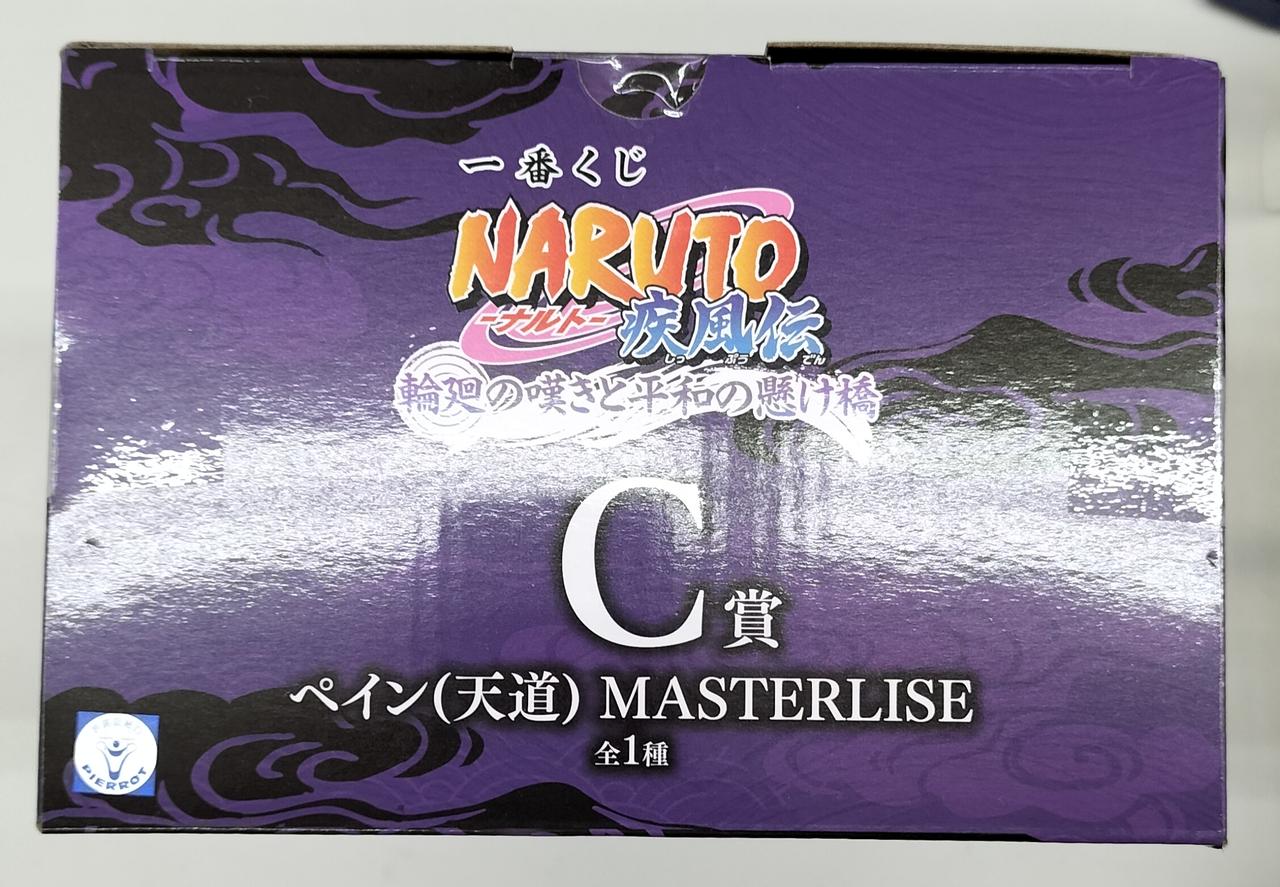 一番くじ
NARUTO
-ナルト- 疾風伝
しっ ぷう でん
輪廻の嘆きと平和の懸け橋
C賞
ペイン(天道) MASTERLISE
全1種
PIERROT